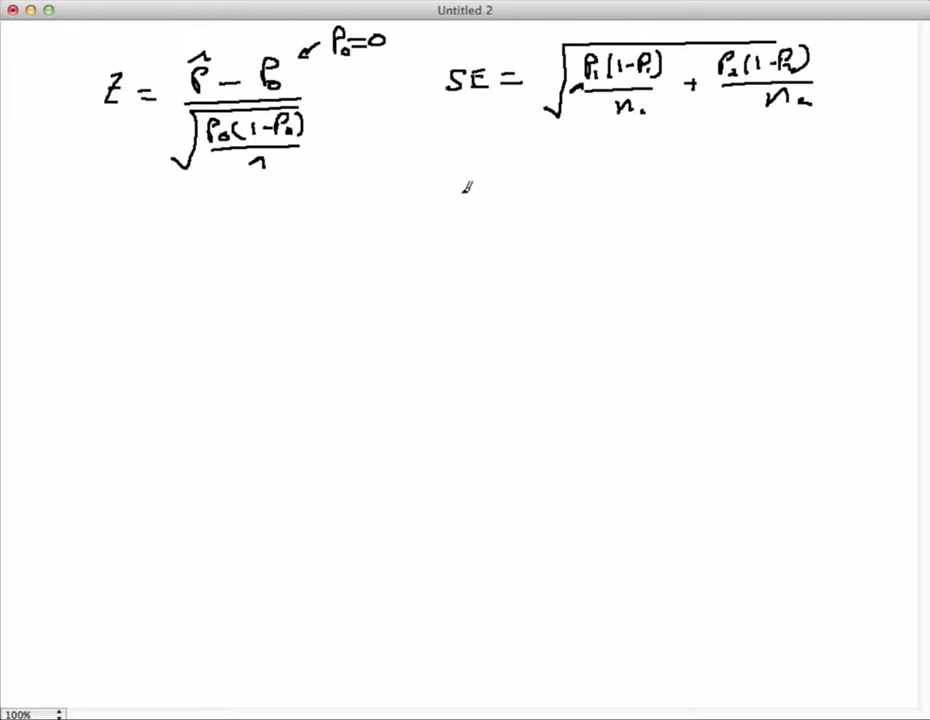 Untitled 2
Z = (p̂ − p₀) / √(p₀(1−p₀)/n) ↙ p₀=0
SE = √(p₁(1−p₁)/n₁ + p₂(1−p₂)/n₂)
100%